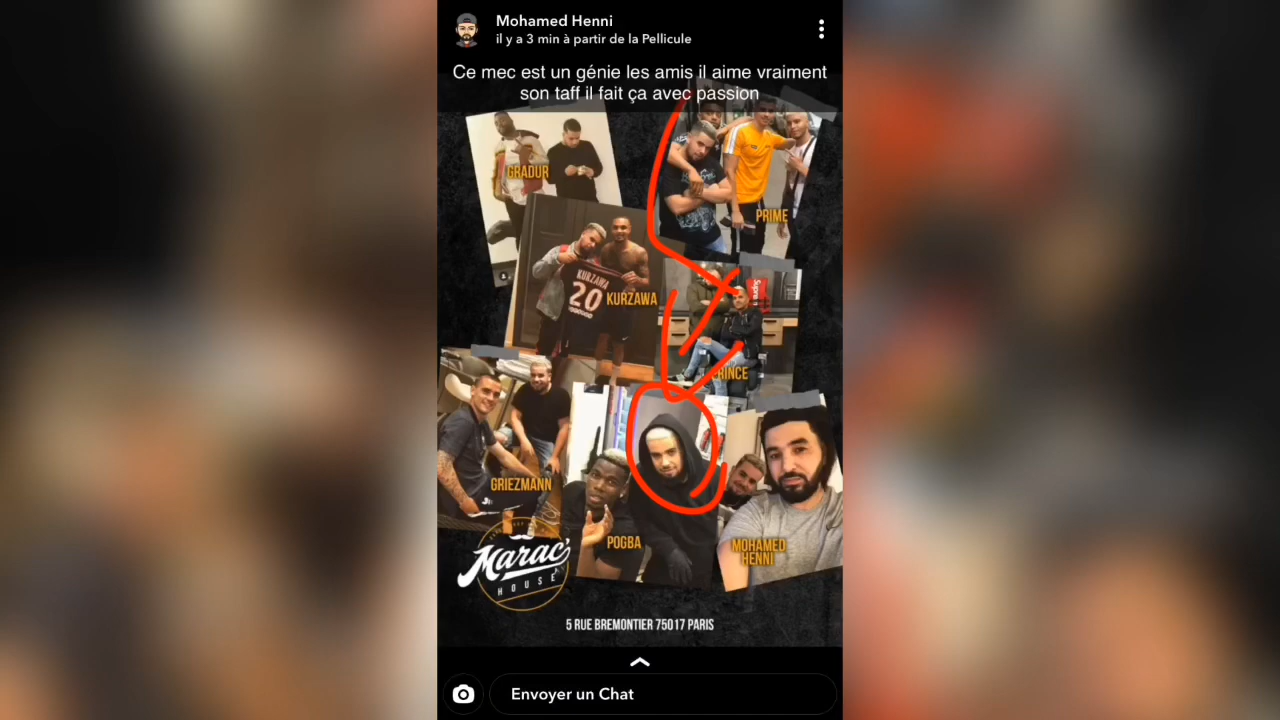 Mohamed Henni
il y a 3 min à partir de la Pellicule
Ce mec est un génie les amis il aime vraiment
son taff il fait ça avec passion
GRADUR
PRIME
KURZAWA
20
KURZAWA
Supreme
PRINCE
GRIEZMANN
POGBA
MOHAMED
HENNI
Marac'
HOUSE
5 RUE BREMONTIER 75017 PARIS
Envoyer un Chat